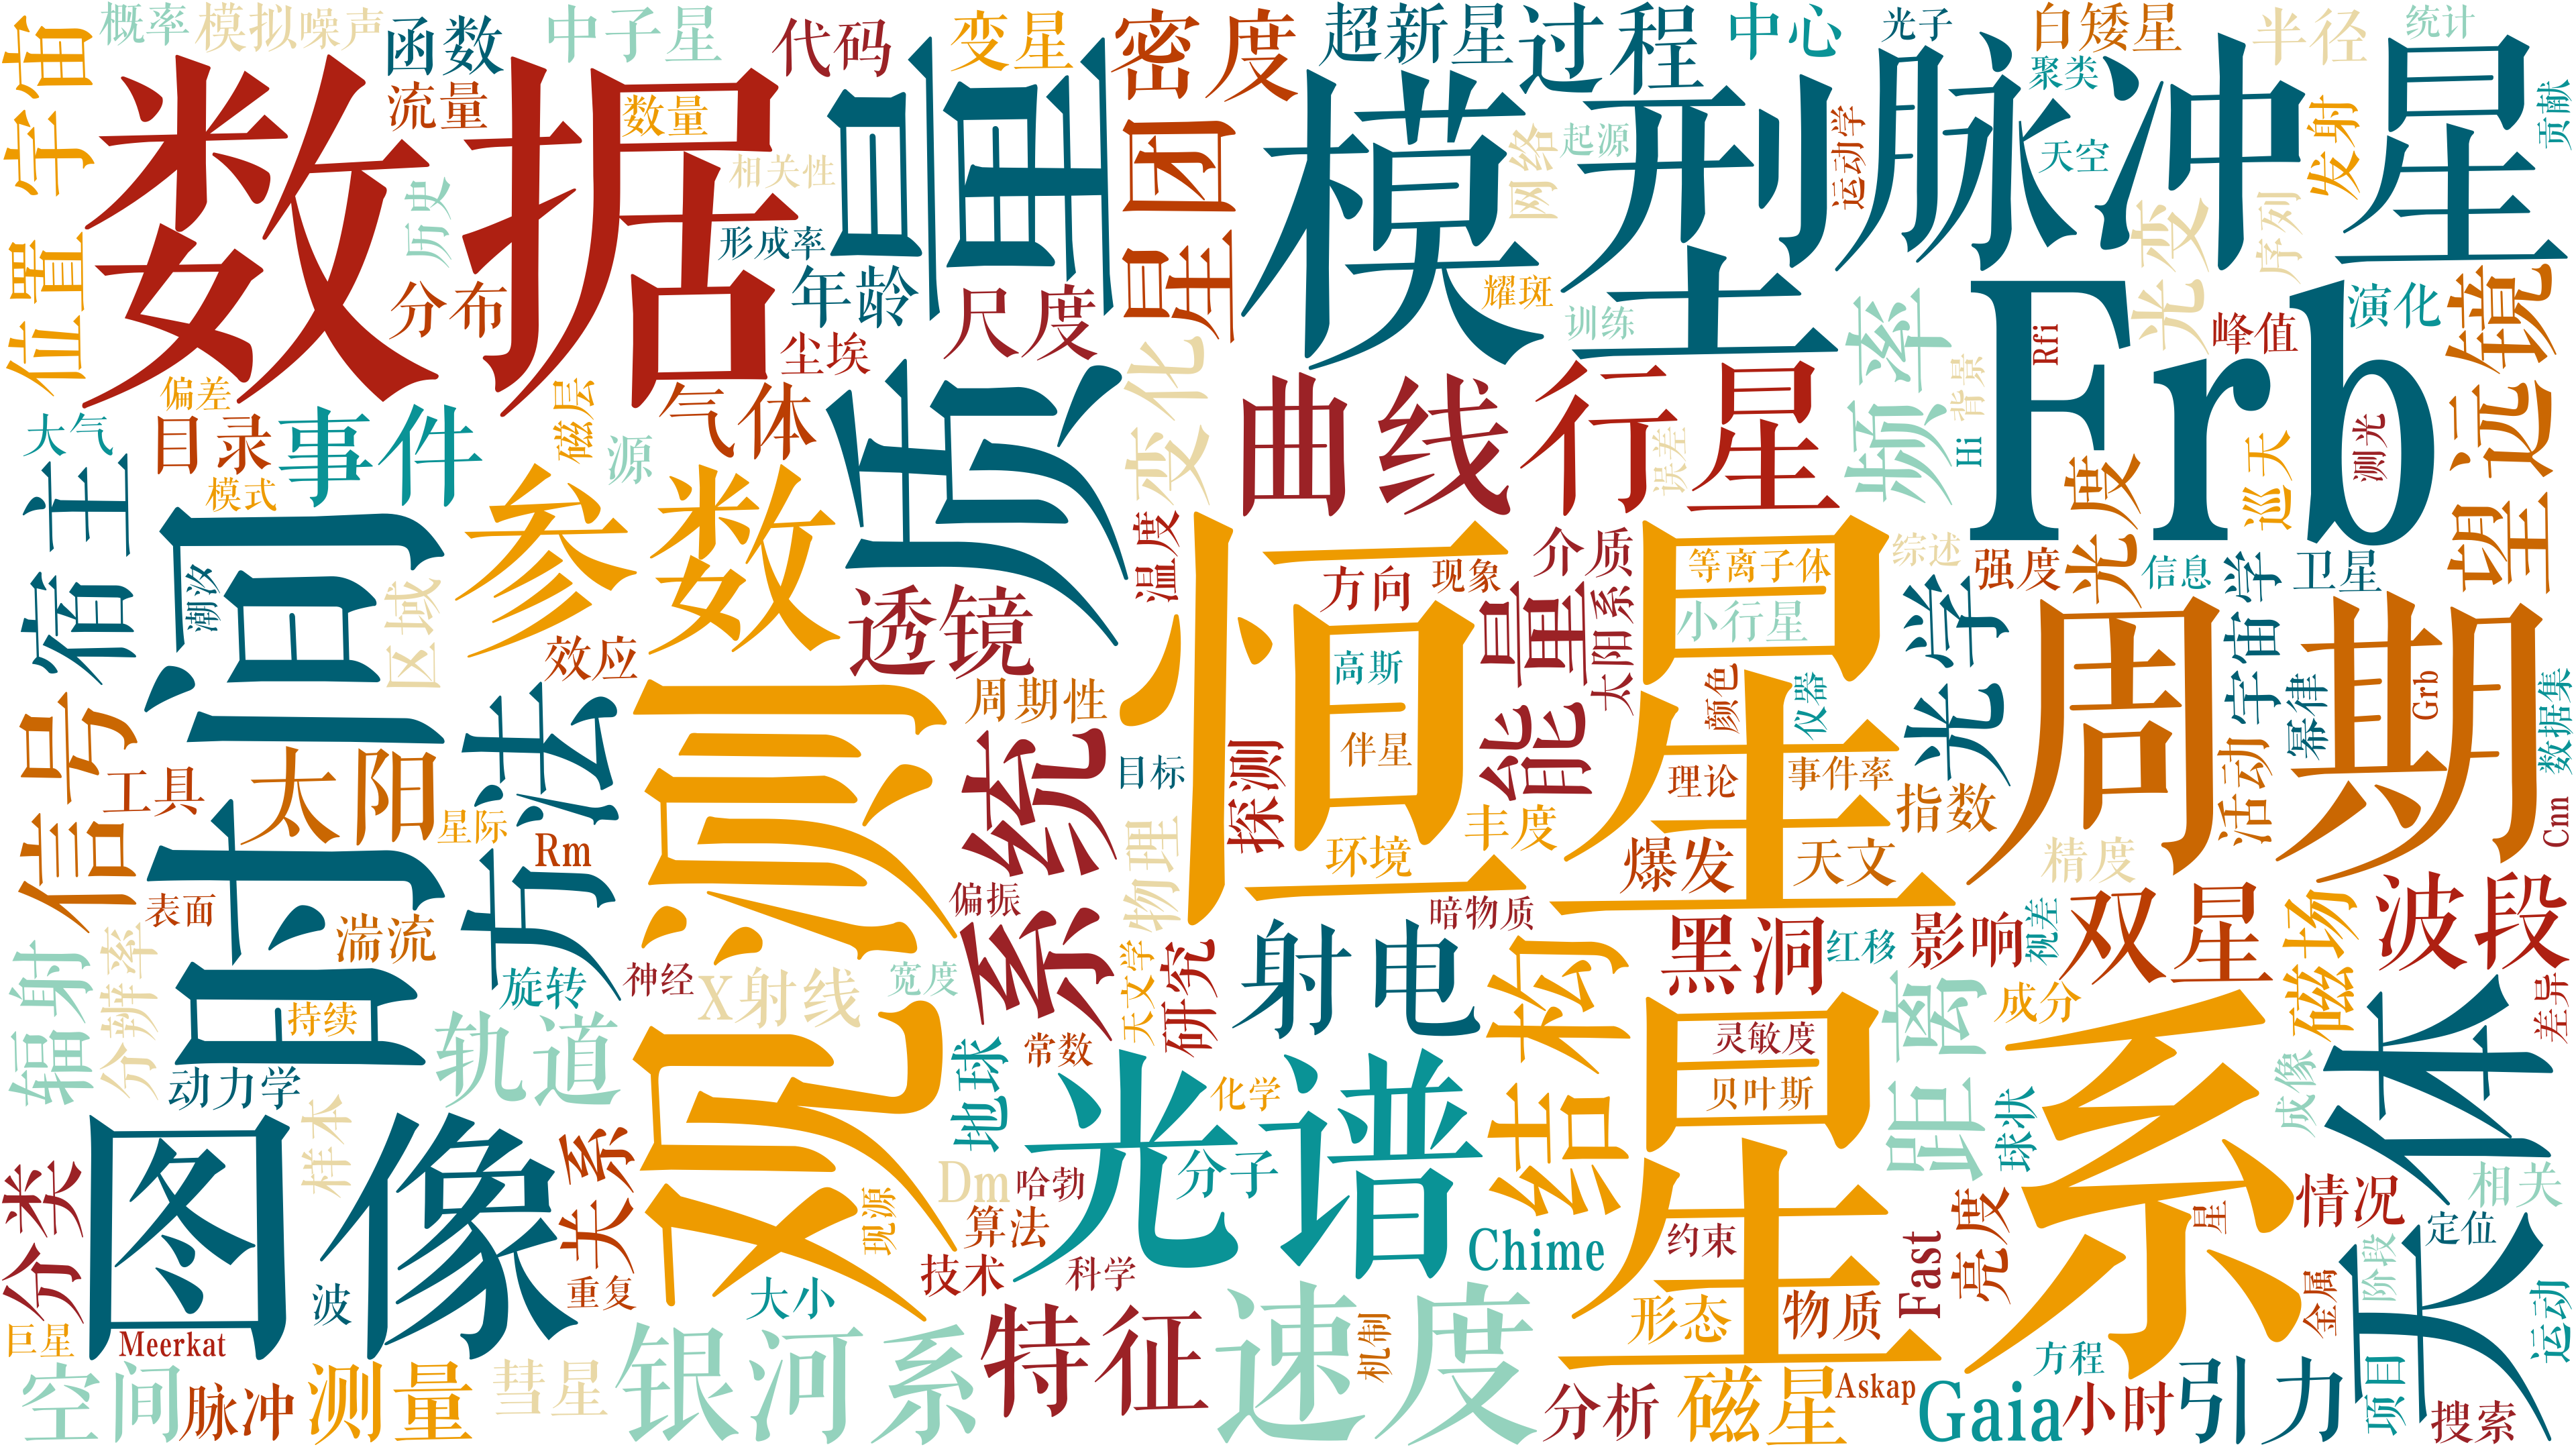 概率
模拟
噪声
函数
中子星
代码
变星
密度
超新星
过程
中心
光子
白矮星
半径
统计
宇宙
数据
流量
数量
质量
星团
模型
脉冲星
聚类
贡献
相关性
网络
起源
运动学
天空
发射
历史
形成率
位置
分布
年龄
尺度
尘埃
耀斑
训练
频率
Frb
Rfi
光变
序列
峰值
演化
望远镜
偏差
磁层
气体
变化
曲线
行星
背景
大气
目录
事件
源
误差
Hi
巡天
测光
宿主
模式
时间
参数
温度
恒星
介质
等离子体
综述
强度
光度
信息
宇宙学
卫星
潮汐
区域
效应
透镜
方向
现象
能量
太阳系
小行星
光学
周期
高斯
信号
方法
观测
周期性
颜色
仪器
幂律
Grb
数据集
工具
太阳
系统
目标
探测
伴星
理论
事件率
活动
指数
星际
Rm
物理
环境
丰度
爆发
天文
精度
Cnn
表面
湍流
偏振
暗物质
黑洞
红移
影响
视差
双星
磁场
波段
辐射
分辨率
旋转
神经
X射线
宽度
天文学
研究
射电
结构
星系
距离
成分
差异
天体
持续
轨道
地球
常数
灵敏度
动力学
光谱
化学
贝叶斯
球状
成像
图像
样本
关系
分类
现源
Dm
哈勃
分子
算法
亮度
星
情况
相关
定位
波
重复
大小
技术
科学
Chime
约束
Fast
阶段
巨星
Meerkat
银河系
特征
速度
机制
形态
物质
金属
运动
空间
脉冲
测量
彗星
分析
磁星
Askap
Gaia
方程
小时
引力
项目
搜索